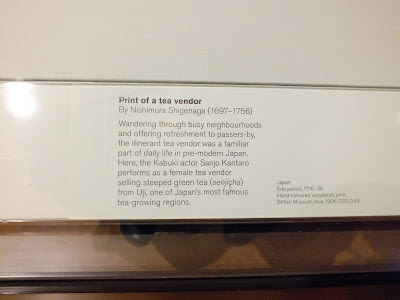 Print of a tea vendor
By Nishimura Shigenaga (1697–1756)
Wandering through busy neighbourhoods
and offering refreshment to passers-by,
the itinerant tea vendor was a familiar
part of daily life in pre-modern Japan.
Here, the Kabuki actor Sanjo Kantaro
performs as a female tea vendor
selling steeped green tea (senjicha)
from Uji, one of Japan's most famous
tea-growing regions.
Japan
Edo period, 1716–36
Hand-coloured woodblock print
British Museum, Asia,